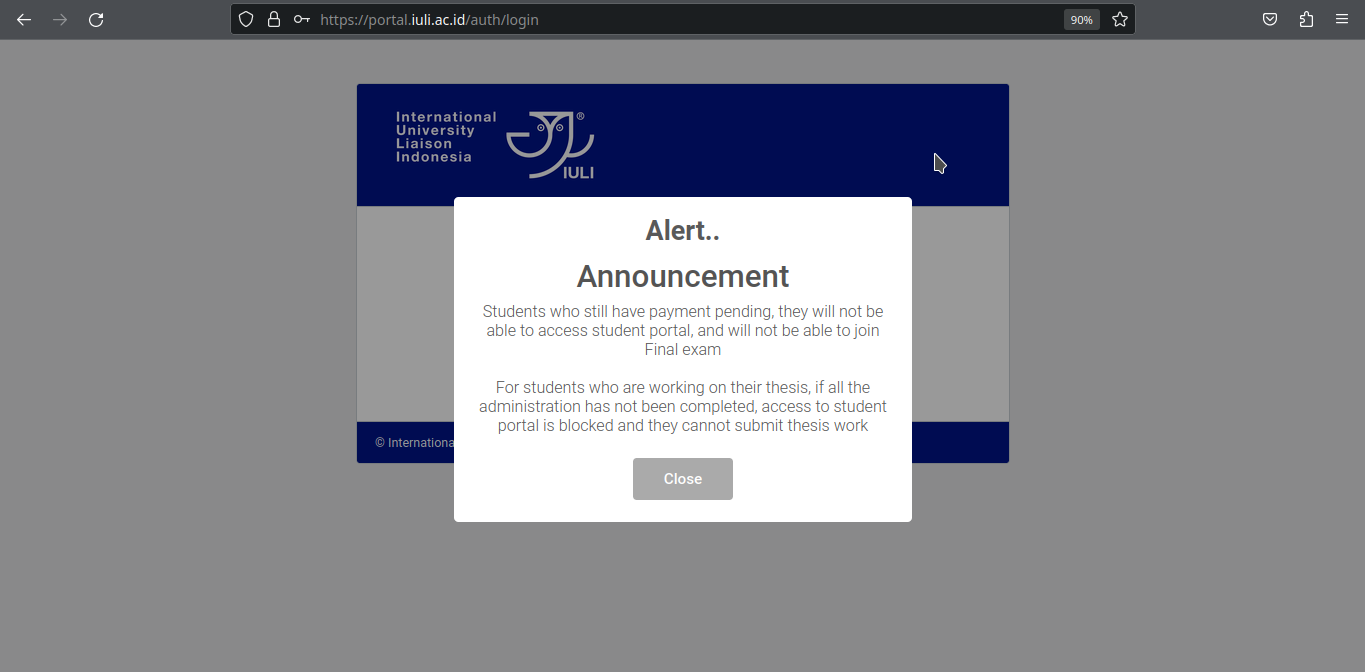 https://portal.iuli.ac.id/auth/login
90%
International
University
Liaison
Indonesia
®
IULI
Alert..
Announcement
Students who still have payment pending, they will not be
able to access student portal, and will not be able to join
Final exam
For students who are working on their thesis, if all the
administration has not been completed, access to student
portal is blocked and they cannot submit thesis work
© Internationa
Close